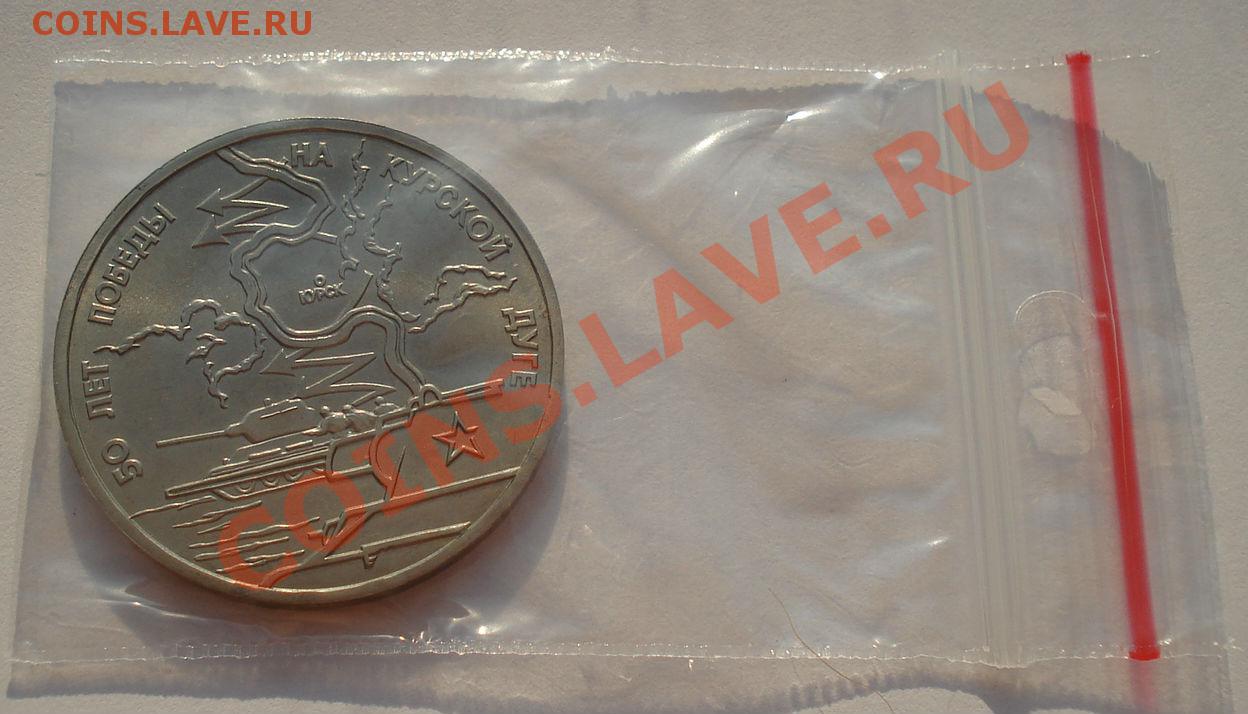 COINS.LAVE.RU
50 ЛЕТ ПОБЕДЫ НА КУРСКОЙ ДУГЕ
КУРСК
COINS.LAVE.RU